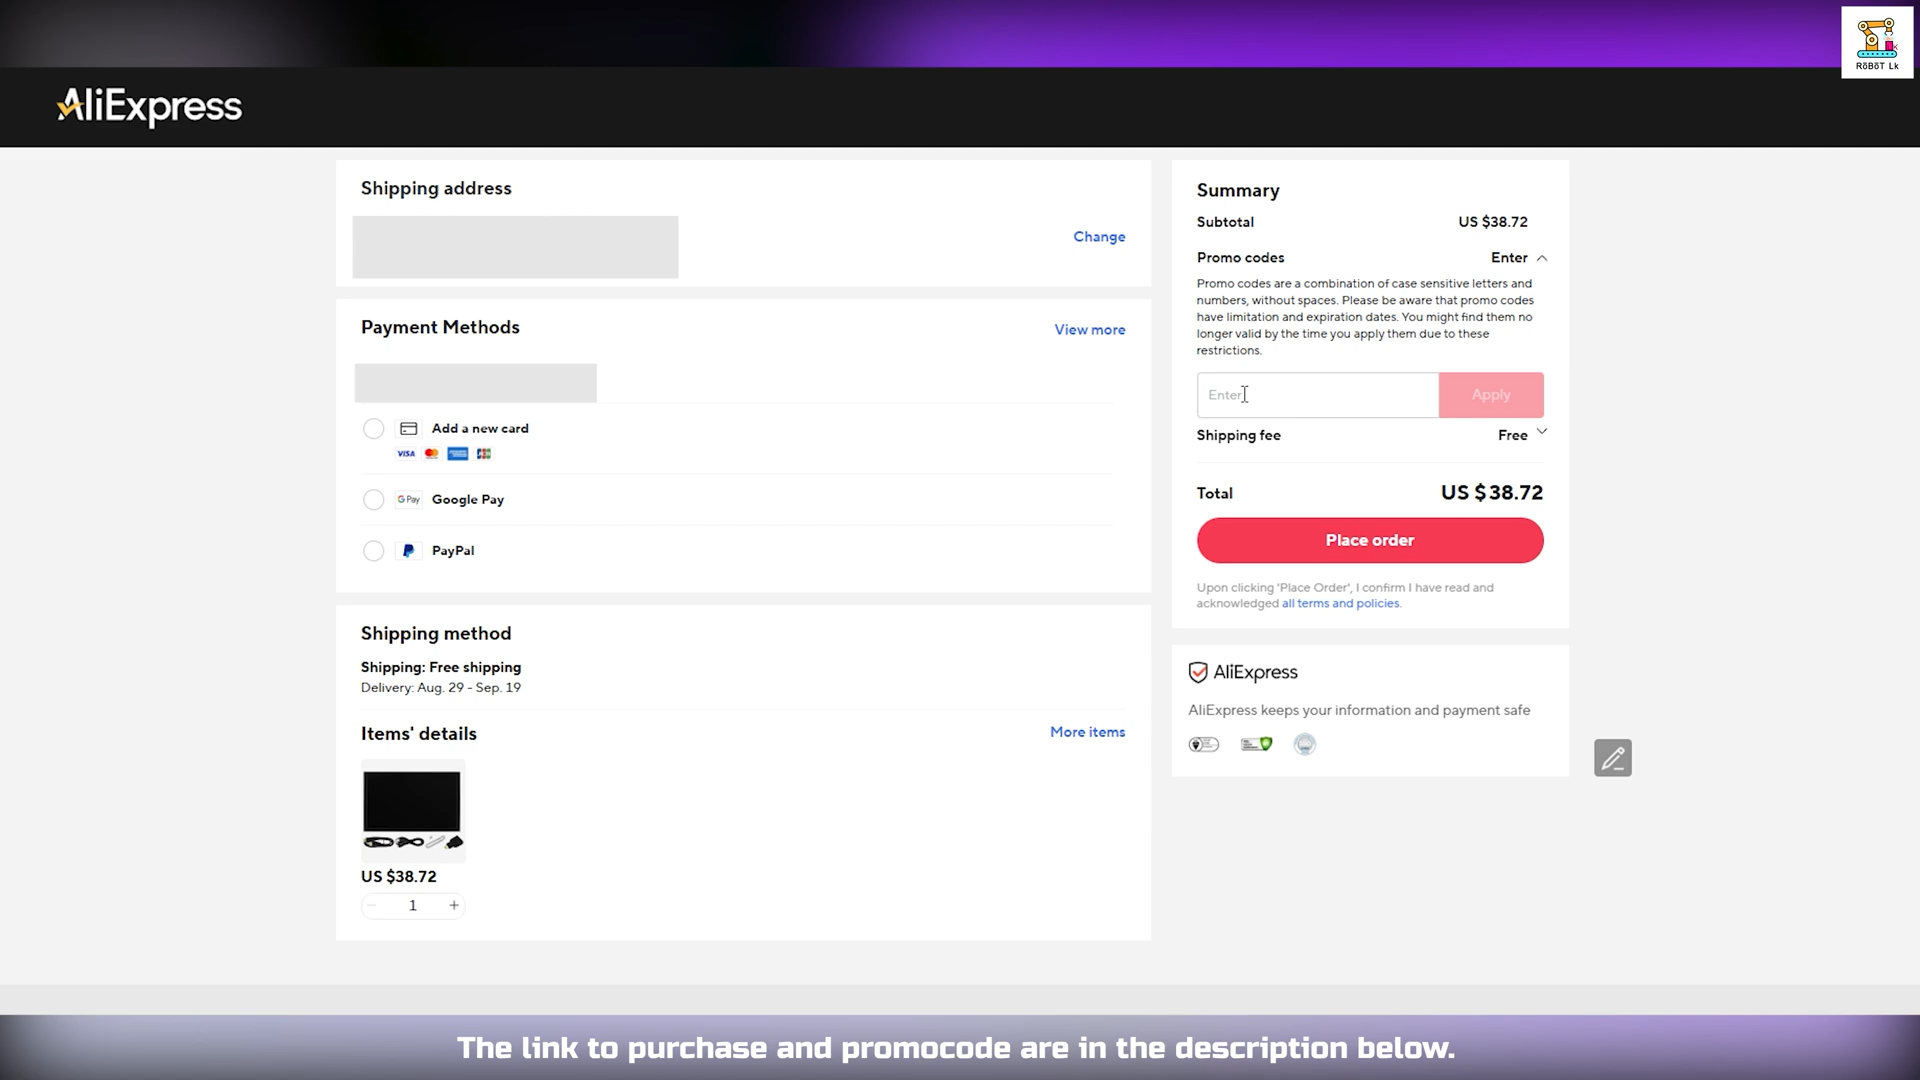 RōBōT Lk
AliExpress
Shipping address
Change
Payment Methods
View more
Add a new card
VISA
G Pay
Google Pay
PayPal
Shipping method
Shipping: Free shipping
Delivery: Aug. 29 - Sep. 19
Items' details
More items
US $38.72
1
Summary
Subtotal
US $38.72
Promo codes
Enter
Promo codes are a combination of case sensitive letters and
numbers, without spaces. Please be aware that promo codes
have limitation and expiration dates. You might find them no
longer valid by the time you apply them due to these
restrictions.
Enter
Apply
Shipping fee
Free
Total
US $38.72
Place order
Upon clicking 'Place Order', I confirm I have read and
acknowledged all terms and policies.
AliExpress
AliExpress keeps your information and payment safe
The link to purchase and promocode are in the description below.